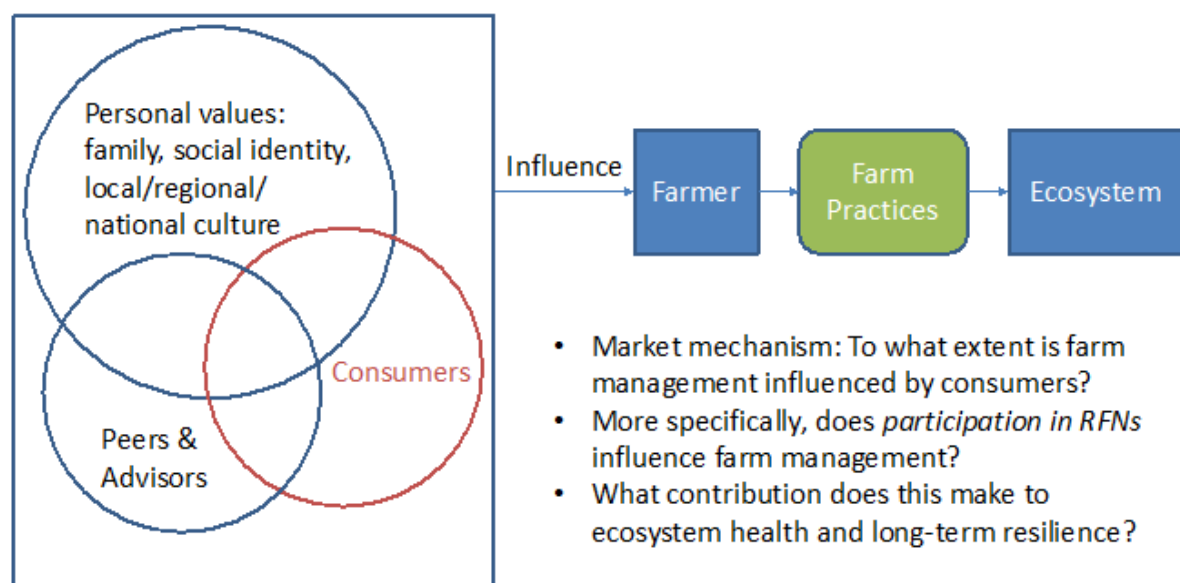 Personal values:
family, social identity,
local/regional/
national culture
Consumers
Peers &
Advisors
Influence
Farmer
Farm
Practices
Ecosystem
• Market mechanism: To what extent is farm
management influenced by consumers?
• More specifically, does participation in RFNs
influence farm management?
• What contribution does this make to
ecosystem health and long-term resilience?